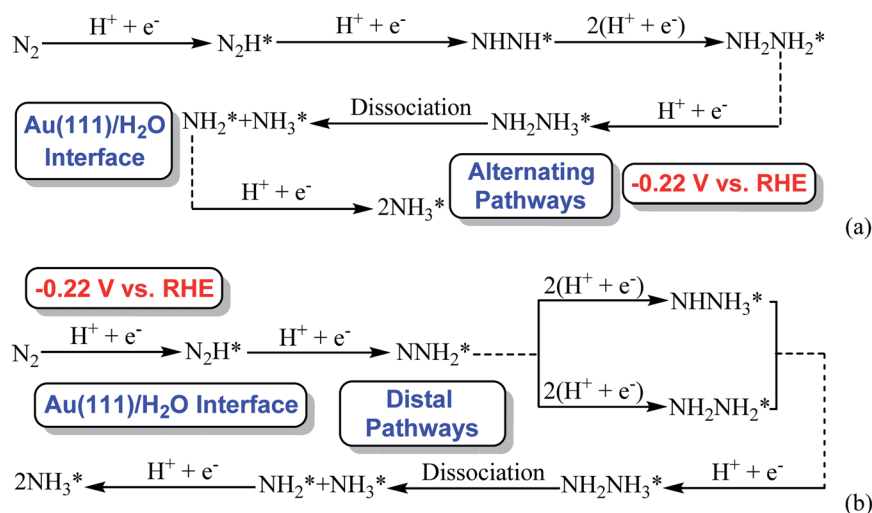 N₂ H⁺ + e⁻ N₂H* H⁺ + e⁻ NHNH* 2(H⁺ + e⁻) NH₂NH₂*
Au(111)/H₂O
Interface
NH₂*+NH₃* Dissociation NH₂NH₃* H⁺ + e⁻
H⁺ + e⁻ 2NH₃*
Alternating
Pathways
-0.22 V vs. RHE
(a)
-0.22 V vs. RHE
N₂ H⁺ + e⁻ N₂H* H⁺ + e⁻ NNH₂*
2(H⁺ + e⁻) NHNH₃*
2(H⁺ + e⁻) NH₂NH₂*
Au(111)/H₂O Interface
Distal
Pathways
2NH₃* H⁺ + e⁻ NH₂*+NH₃* Dissociation NH₂NH₃* H⁺ + e⁻
(b)